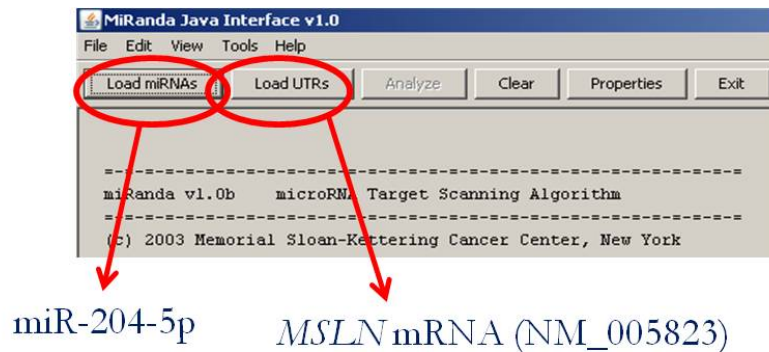 MiRanda Java Interface v1.0
File Edit View Tools Help
Load miRNAs Load UTRs Analyze Clear Properties Exit
=-=-=-=-=-=-=-=-=-=-=-=-=-=-=-=-=-=-=-=-=-=-=-=-=-=-=
miRanda v1.0b microRNA Target Scanning Algorithm
=-=-=-=-=-=-=-=-=-=-=-=-=-=-=-=-=-=-=-=-=-=-=-=-=-=-=
(c) 2003 Memorial Sloan-Kettering Cancer Center, New York
miR-204-5p MSLN mRNA (NM_005823)